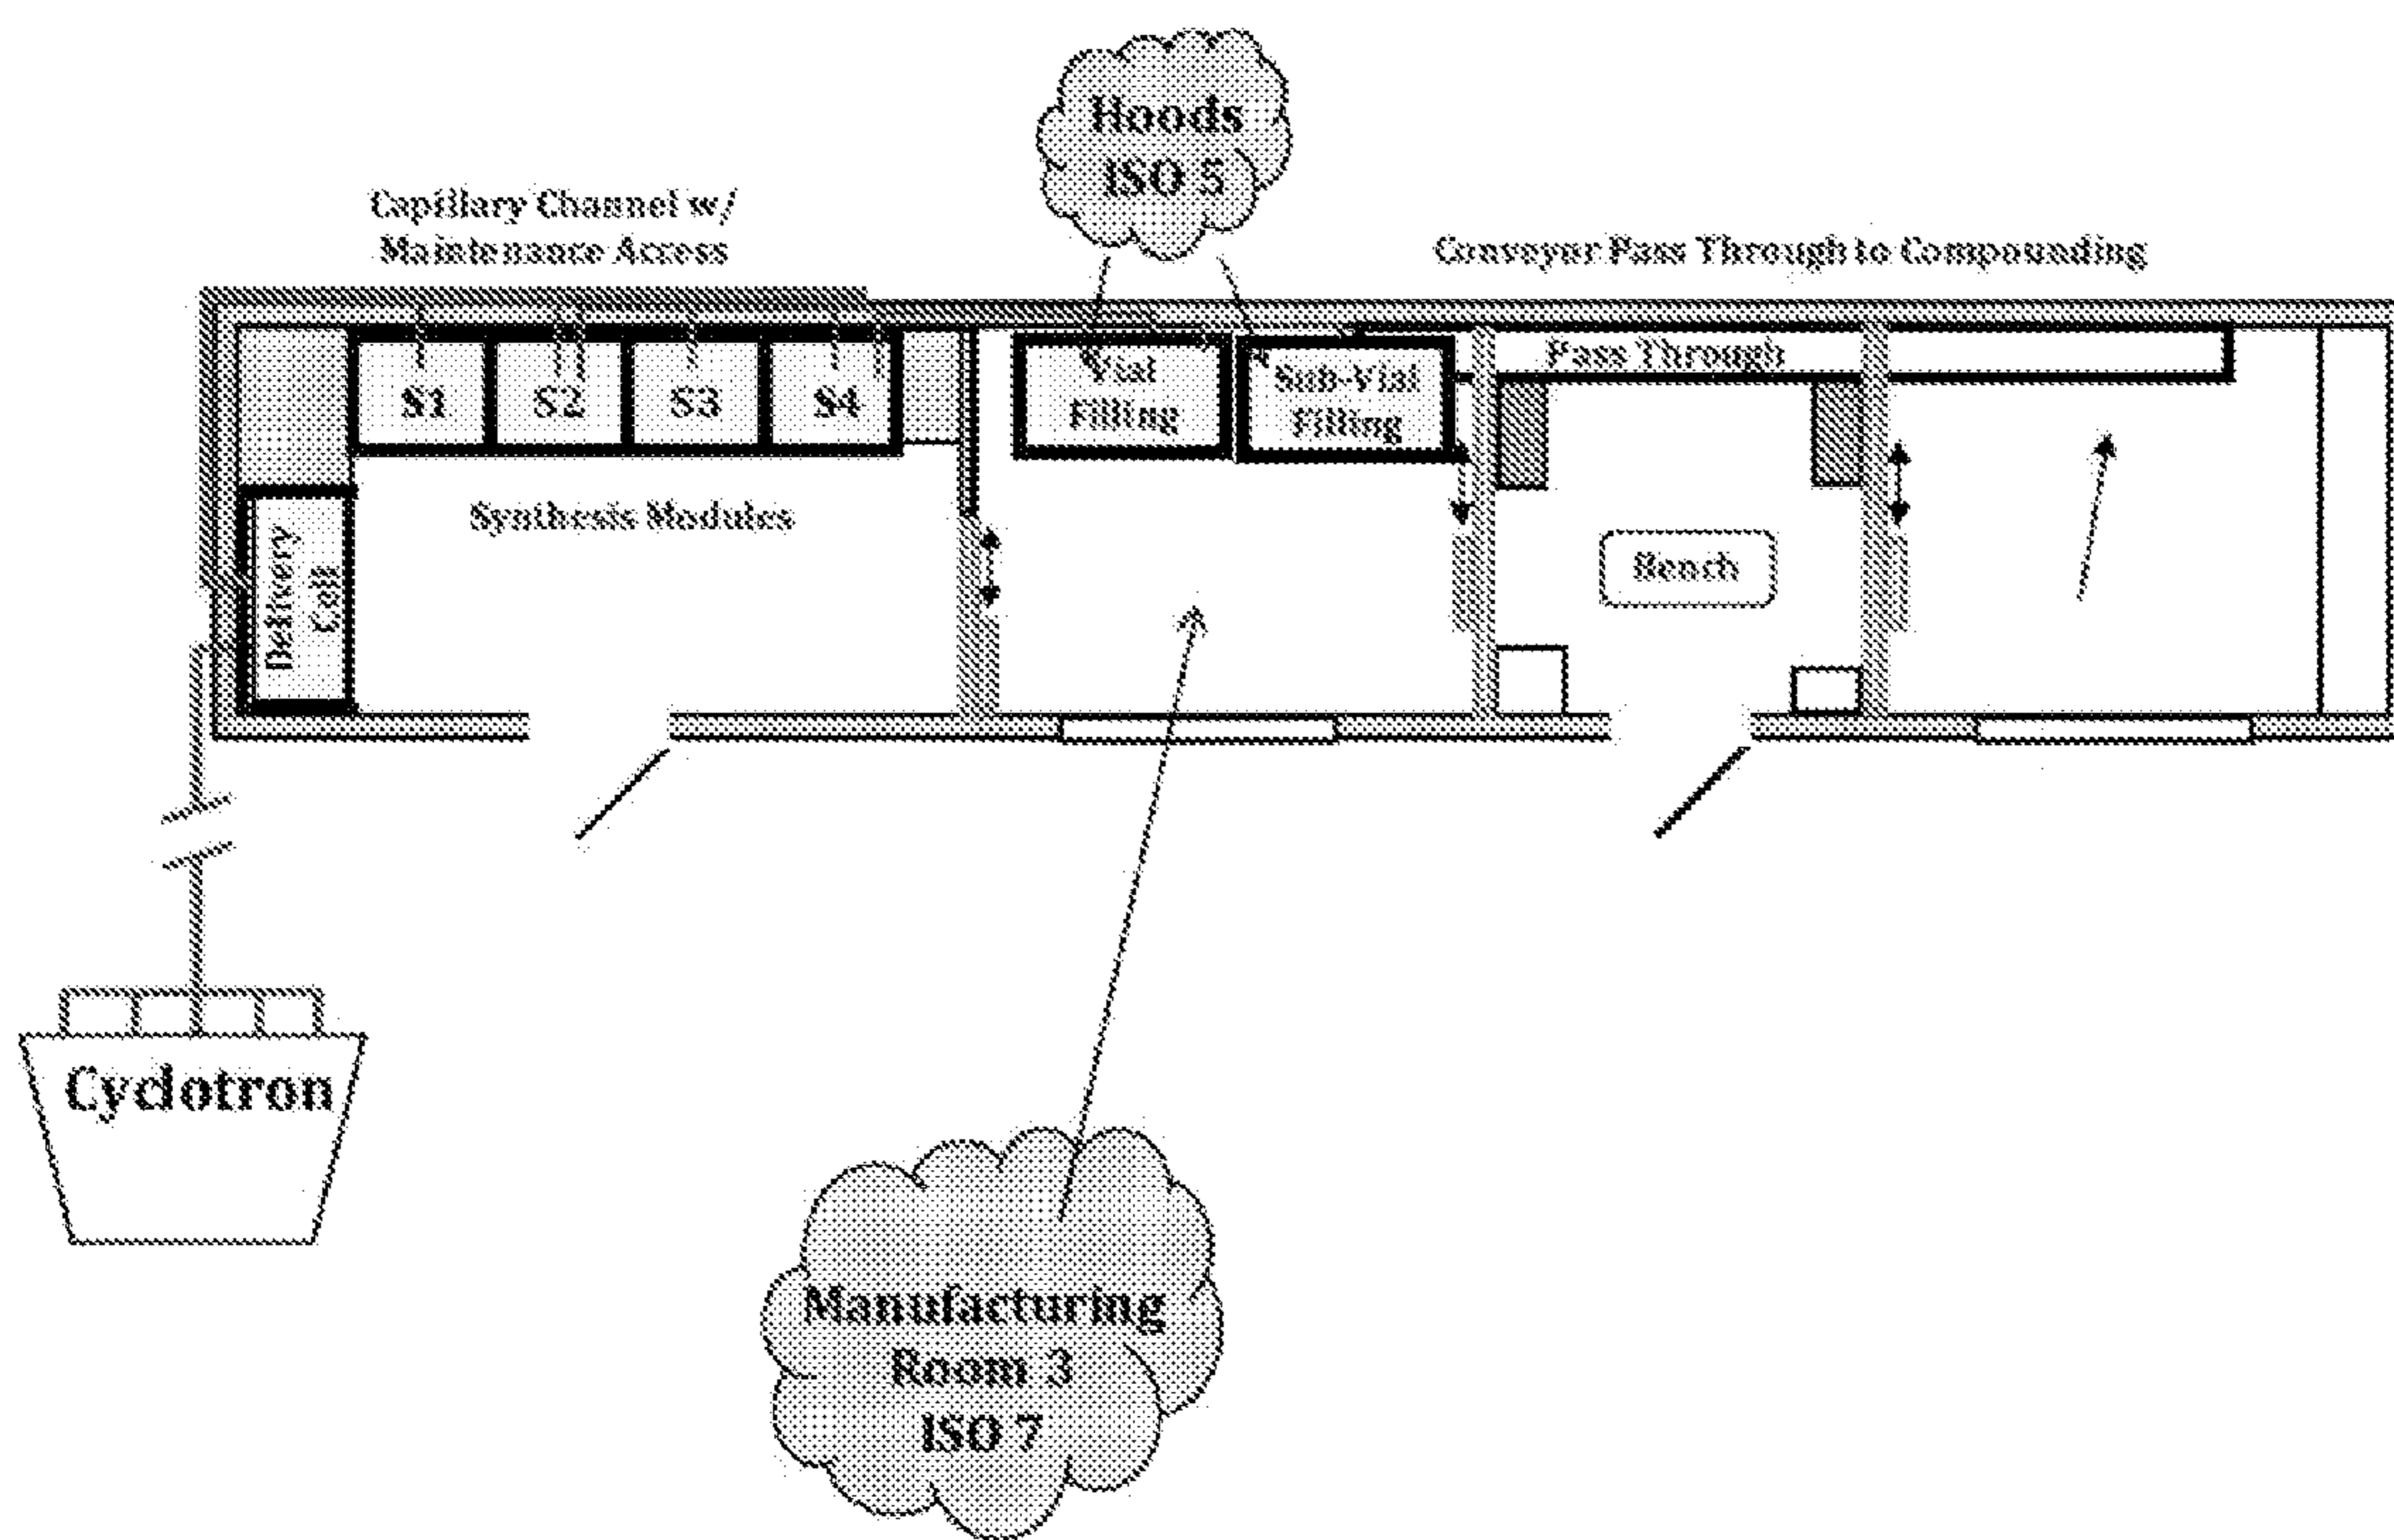 Hoods
ISO 5
Capillary Channel w/
Maintenance Access
Conveyor Pass Through to Compounding
S1
S2
S3
S4
Vial
Filling
Sub-Vial
Filling
Pass Through
Synthesis Modules
Delivery
Cell
Bench
Cyclotron
Manufacturing
Room 3
ISO 7